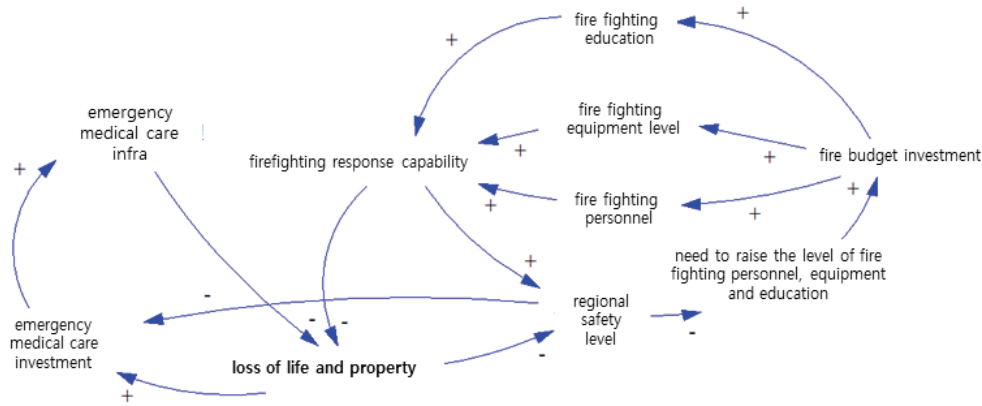 fire fighting
education
+
+
emergency
medical care
infra
fire fighting
equipment level
+
+
firefighting response capability
fire budget investment
+
+
fire fighting
personnel
+
+
+
need to raise the level of fire
fighting personnel, equipment
and education
+
-
regional
safety
level
emergency
medical care
investment
-
-
-
-
loss of life and property
+